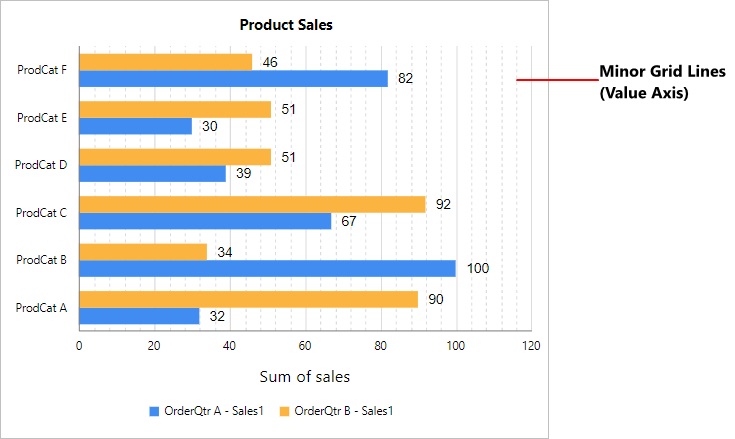 Product Sales
ProdCat F
46
82
Minor Grid Lines
(Value Axis)
ProdCat E
51
30
ProdCat D
51
39
ProdCat C
92
67
ProdCat B
34
100
ProdCat A
90
32
0 20 40 60 80 100 120
Sum of sales
OrderQtr A - Sales1 OrderQtr B - Sales1